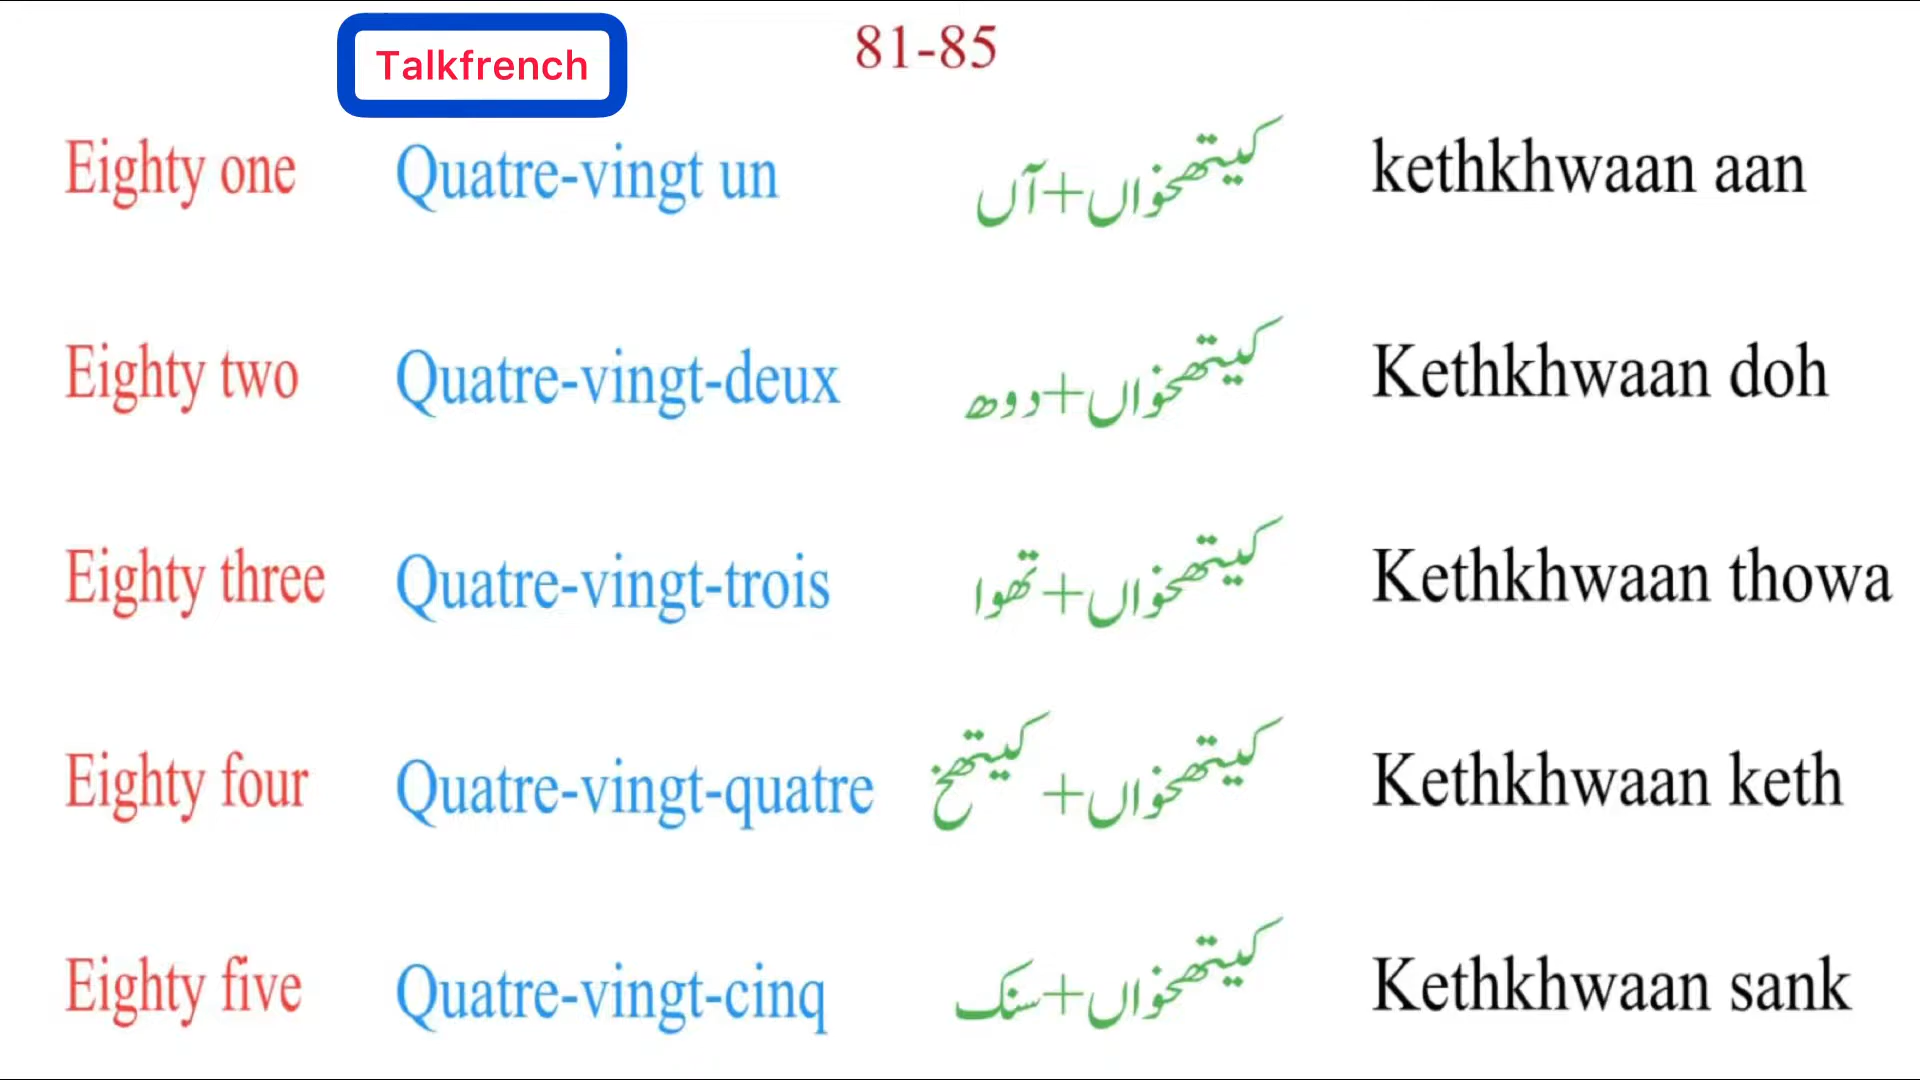 Talkfrench
81-85
Eighty one Quatre-vingt un کیتھخواں+آں kethkhwaan aan
Eighty two Quatre-vingt-deux کیتھخواں+دوھ Kethkhwaan doh
Eighty three Quatre-vingt-trois کیتھخواں+تھوا Kethkhwaan thowa
Eighty four Quatre-vingt-quatre کیتھخواں+ کیتھخ Kethkhwaan keth
Eighty five Quatre-vingt-cinq کیتھخواں+سنک Kethkhwaan sank